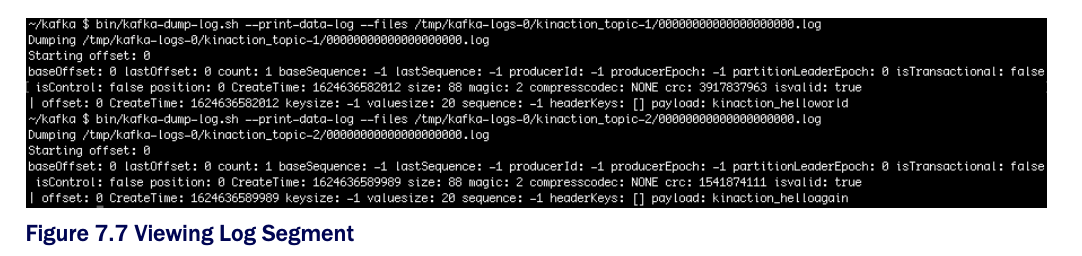 ~/kafka $ bin/kafka-dump-log.sh --print-data-log --files /tmp/kafka-logs-0/kinaction_topic-1/00000000000000000000.log
Dumping /tmp/kafka-logs-0/kinaction_topic-1/00000000000000000000.log
Starting offset: 0
baseOffset: 0 lastOffset: 0 count: 1 baseSequence: -1 lastSequence: -1 producerId: -1 producerEpoch: -1 partitionLeaderEpoch: 0 isTransactional: false
[ isControl: false position: 0 CreateTime: 1624636582012 size: 88 magic: 2 compresscodec: NONE crc: 3917837963 isvalid: true
| offset: 0 CreateTime: 1624636582012 keysize: -1 valuesize: 20 sequence: -1 headerKeys: [] payload: kinaction_helloworld
~/kafka $ bin/kafka-dump-log.sh --print-data-log --files /tmp/kafka-logs-0/kinaction_topic-2/00000000000000000000.log
Dumping /tmp/kafka-logs-0/kinaction_topic-2/00000000000000000000.log
Starting offset: 0
baseOffset: 0 lastOffset: 0 count: 1 baseSequence: -1 lastSequence: -1 producerId: -1 producerEpoch: -1 partitionLeaderEpoch: 0 isTransactional: false
isControl: false position: 0 CreateTime: 1624636589989 size: 88 magic: 2 compresscodec: NONE crc: 1541874111 isvalid: true
| offset: 0 CreateTime: 1624636589989 keysize: -1 valuesize: 20 sequence: -1 headerKeys: [] payload: kinaction_helloagain
Figure 7.7 Viewing Log Segment